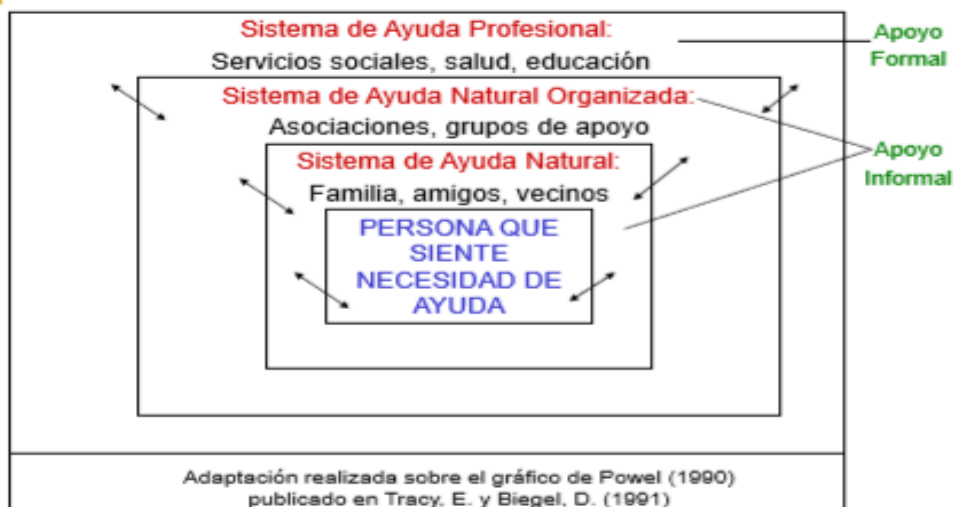 Sistema de Ayuda Profesional:
Servicios sociales, salud, educación
Sistema de Ayuda Natural Organizada:
Asociaciones, grupos de apoyo
Sistema de Ayuda Natural:
Familia, amigos, vecinos
PERSONA QUE
SIENTE
NECESIDAD DE
AYUDA
Apoyo
Formal
Apoyo
Informal
Adaptación realizada sobre el gráfico de Powel (1990)
publicado en Tracy, E. y Biegel, D. (1991)